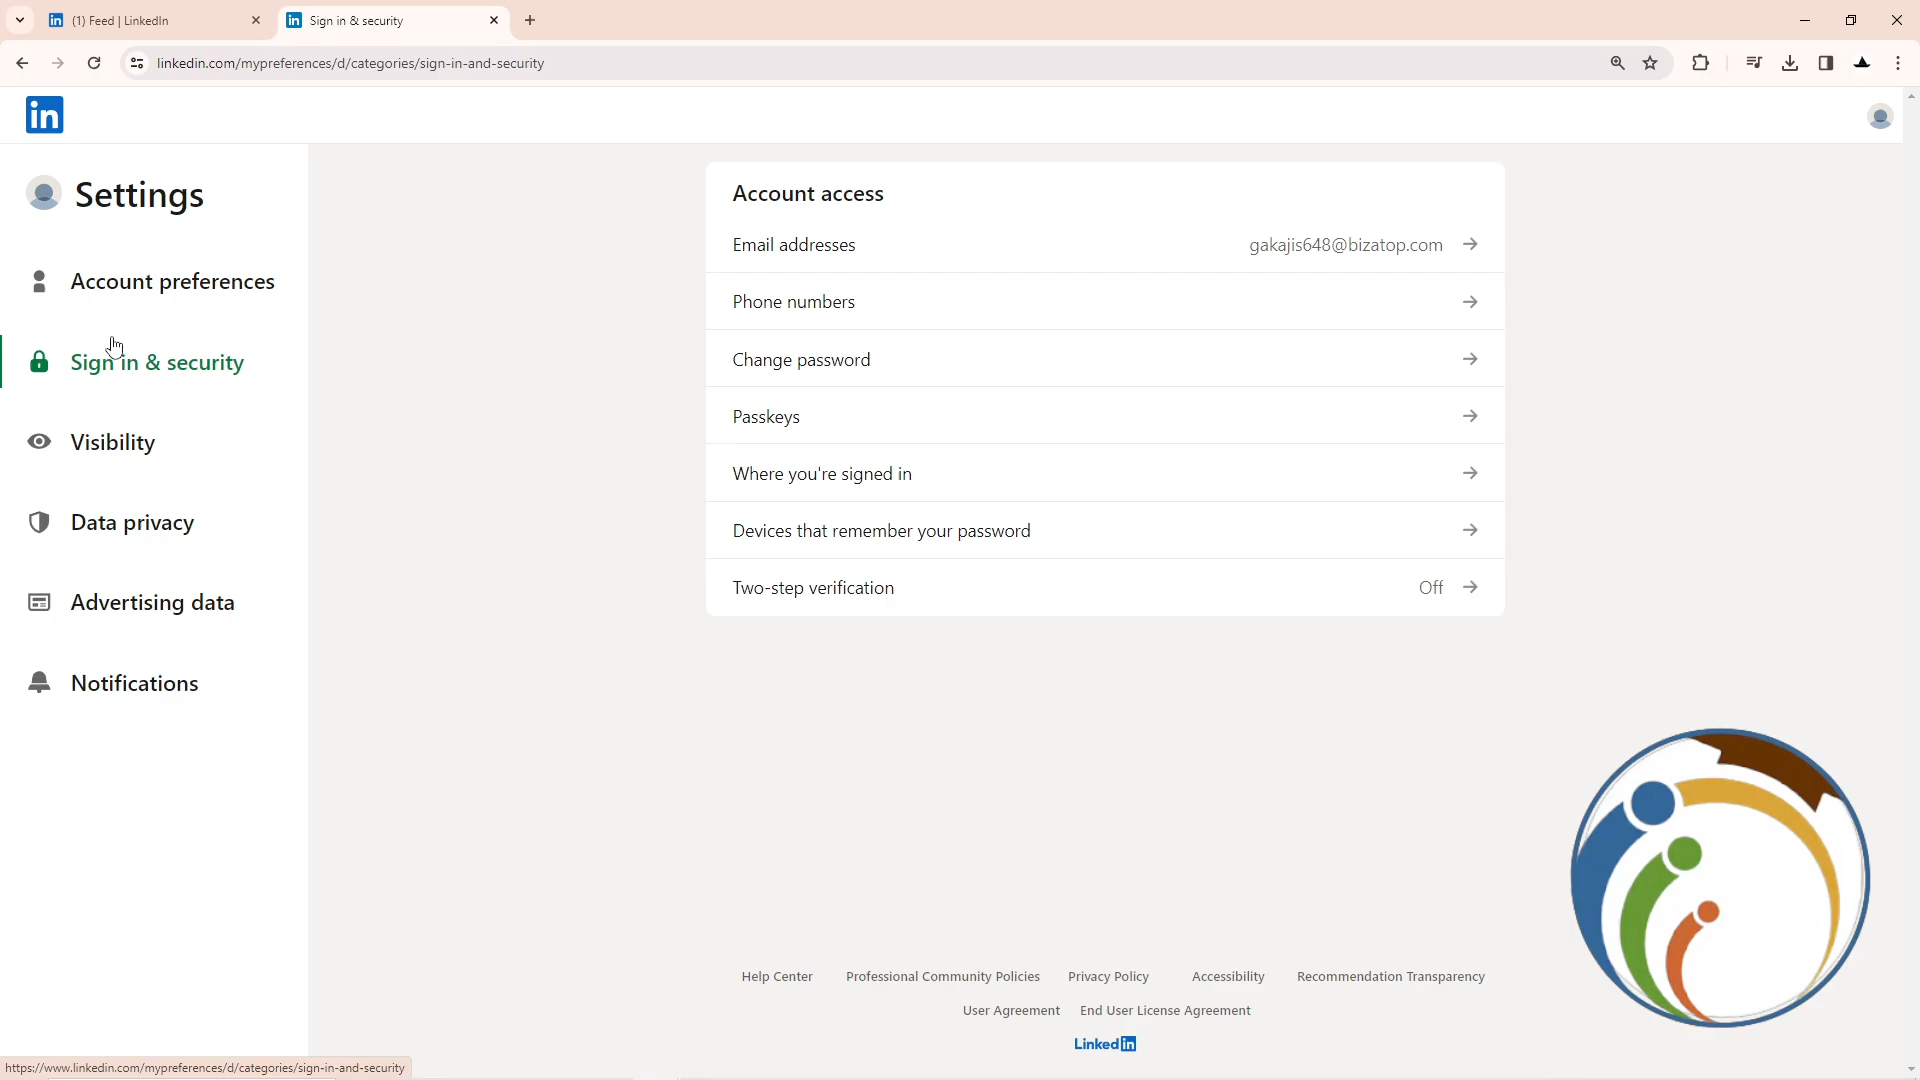 (1) Feed | LinkedIn
Sign in & security
linkedin.com/mypreferences/d/categories/sign-in-and-security
in
Settings
Account preferences
Sign in & security
Visibility
Data privacy
Advertising data
Notifications
Account access
Email addresses gakajis648@bizatop.com
Phone numbers
Change password
Passkeys
Where you're signed in
Devices that remember your password
Two-step verification Off
Help Center Professional Community Policies Privacy Policy Accessibility Recommendation Transparency
User Agreement End User License Agreement
Linkedin
https://www.linkedin.com/mypreferences/d/categories/sign-in-and-security